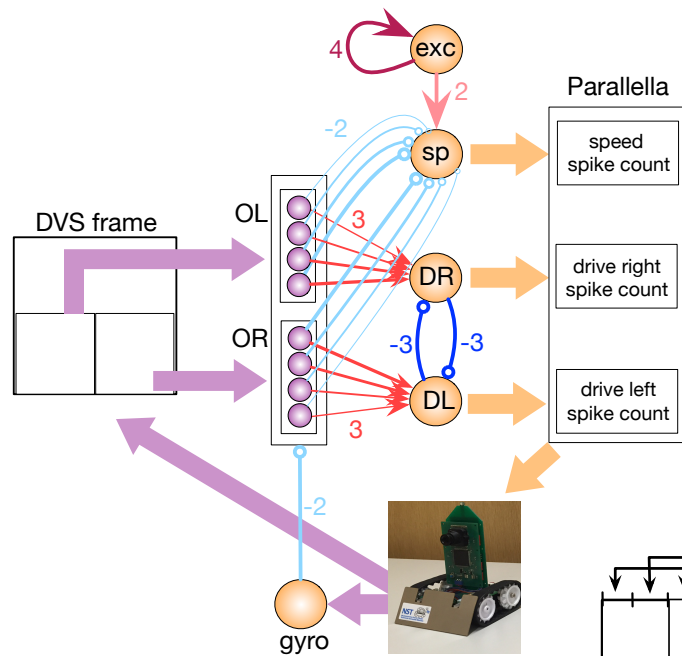 exc
4
2
Parallella
-2
sp
speed
spike count
OL
DVS frame
3
DR
drive right
spike count
OR
-3
-3
DL
drive left
spike count
3
-2
NST
gyro